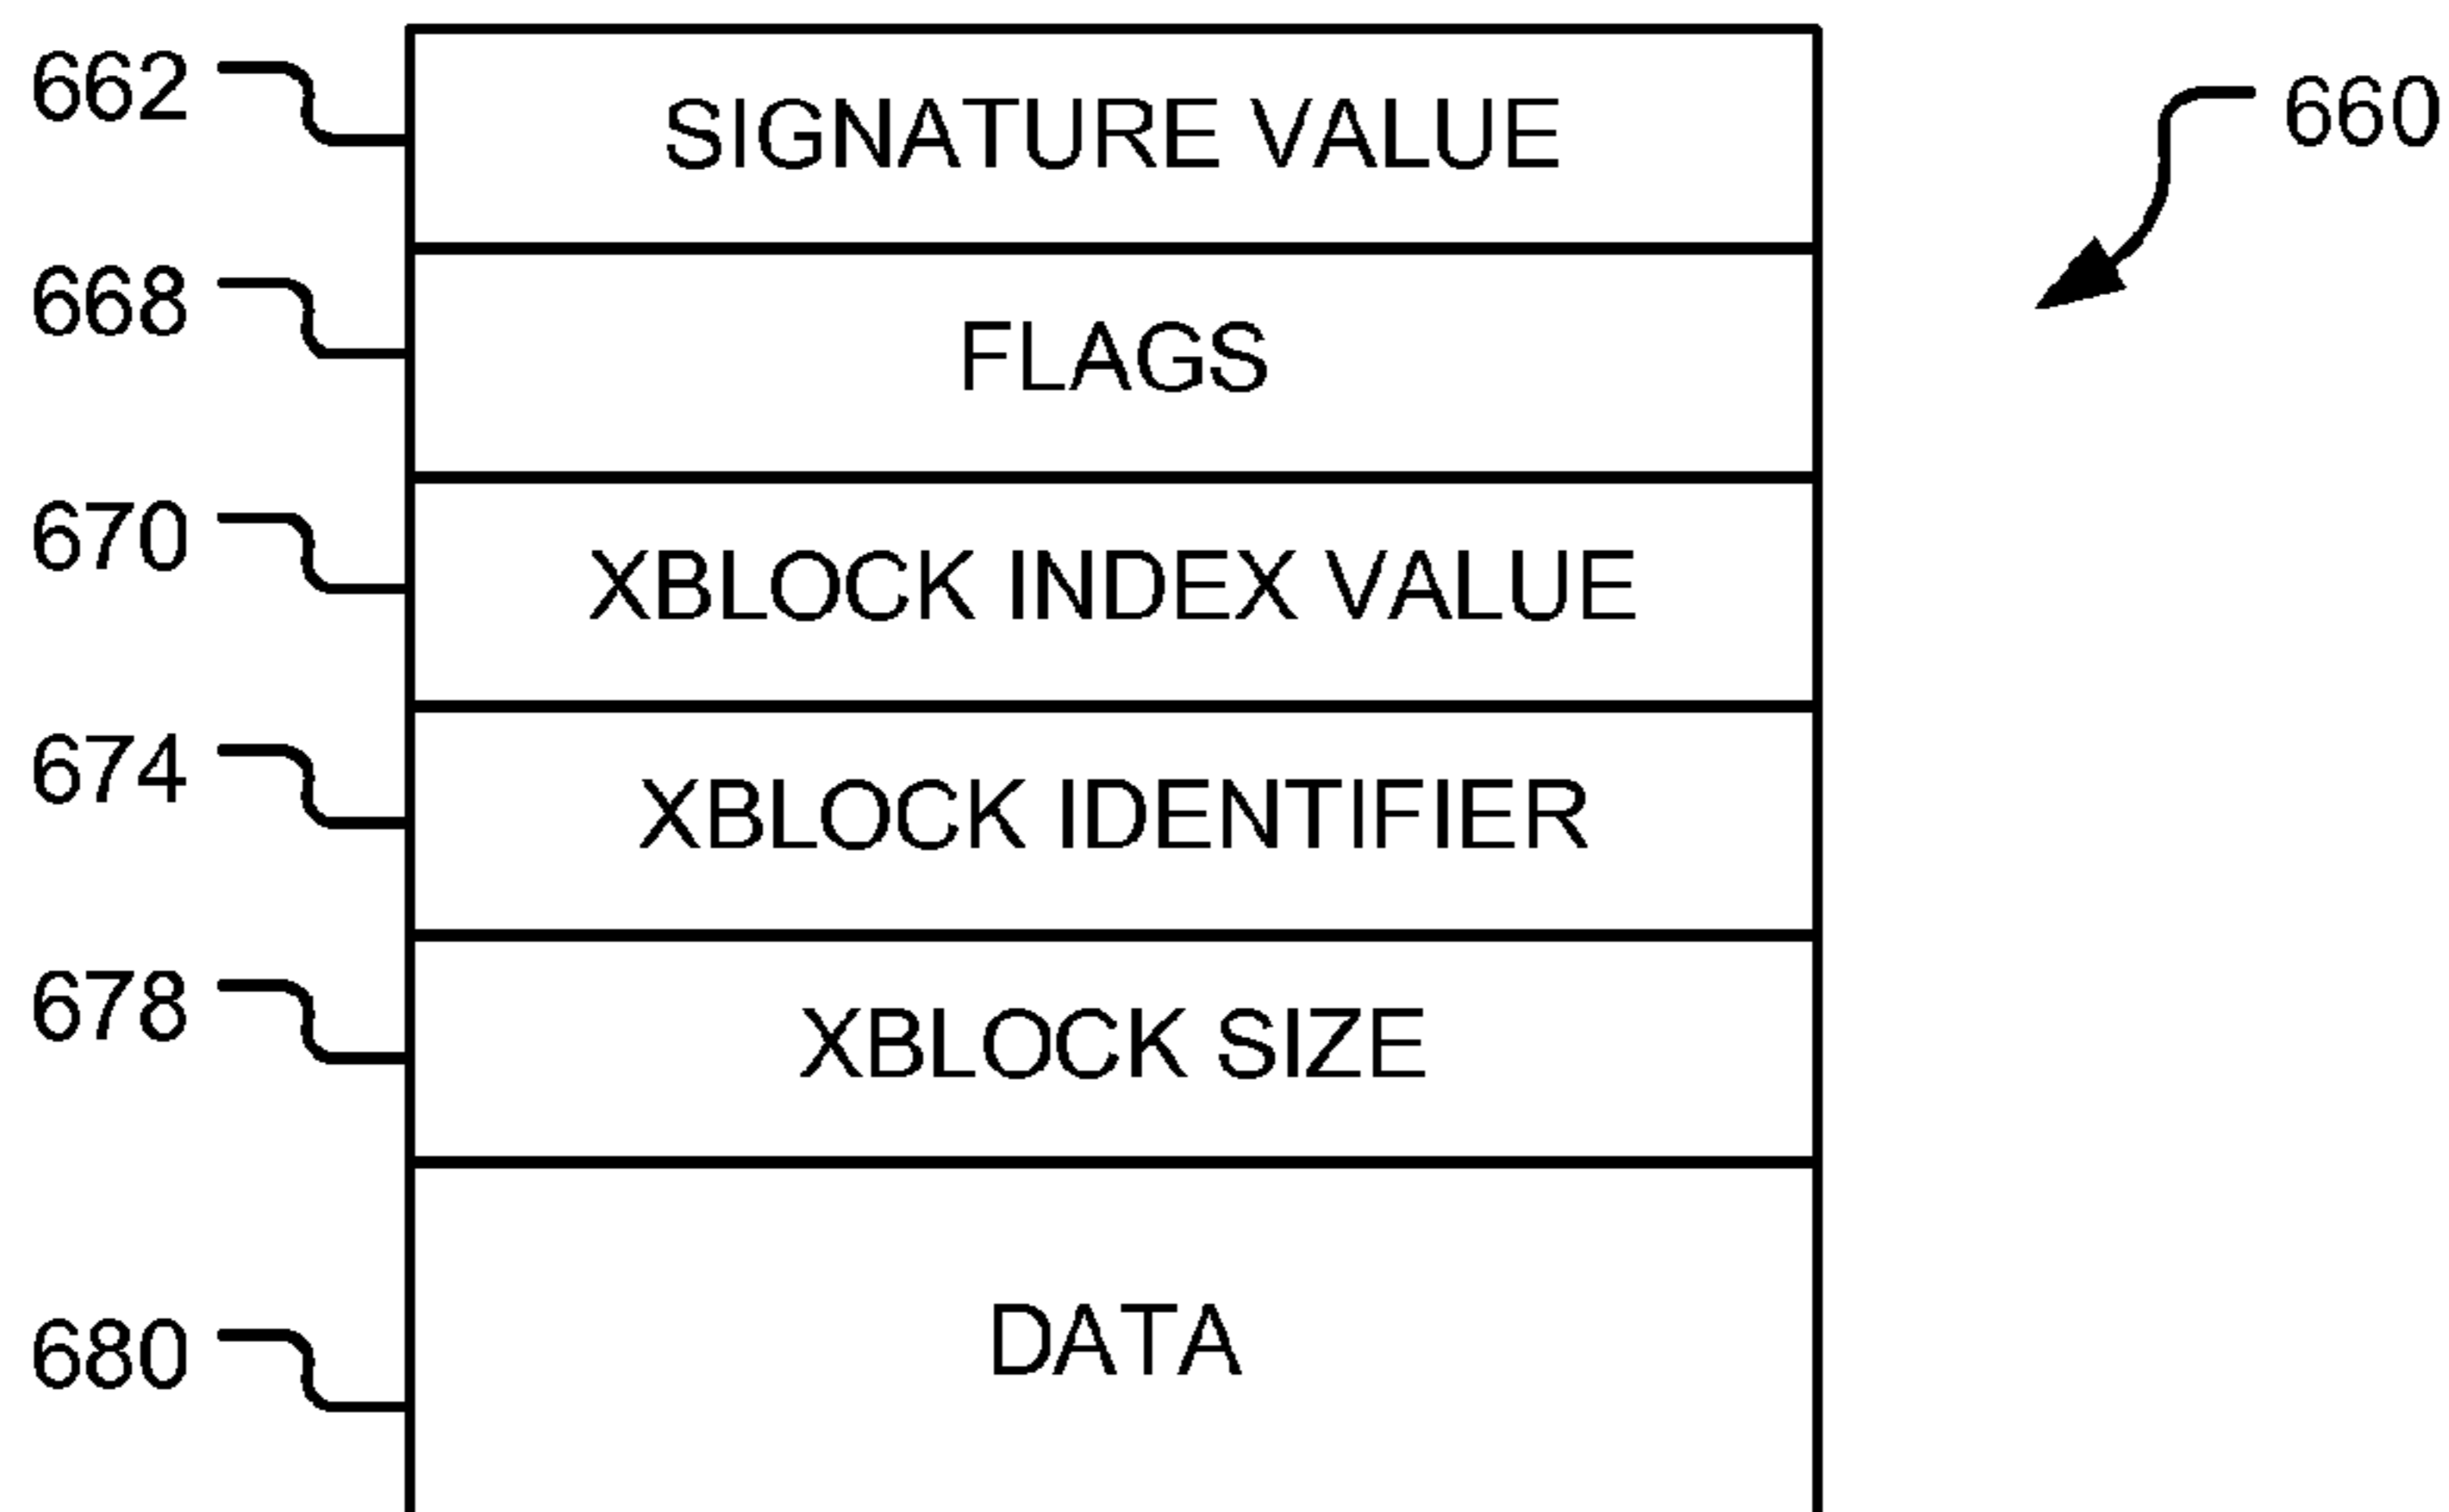 662
SIGNATURE VALUE
660
668
FLAGS
670
XBLOCK INDEX VALUE
674
XBLOCK IDENTIFIER
678
XBLOCK SIZE
680
DATA